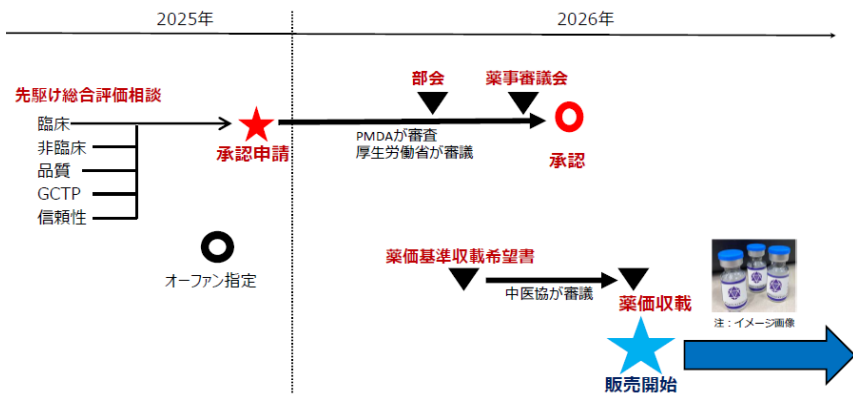 2025年
2026年
先駆け総合評価相談
臨床
非臨床
品質
GCTP
信頼性
承認申請
部会
薬事審議会
PMDAが審査
厚生労働省が審議
承認
オーファン指定
薬価基準収載希望書
中医協が審議
薬価収載
注：イメージ画像
販売開始